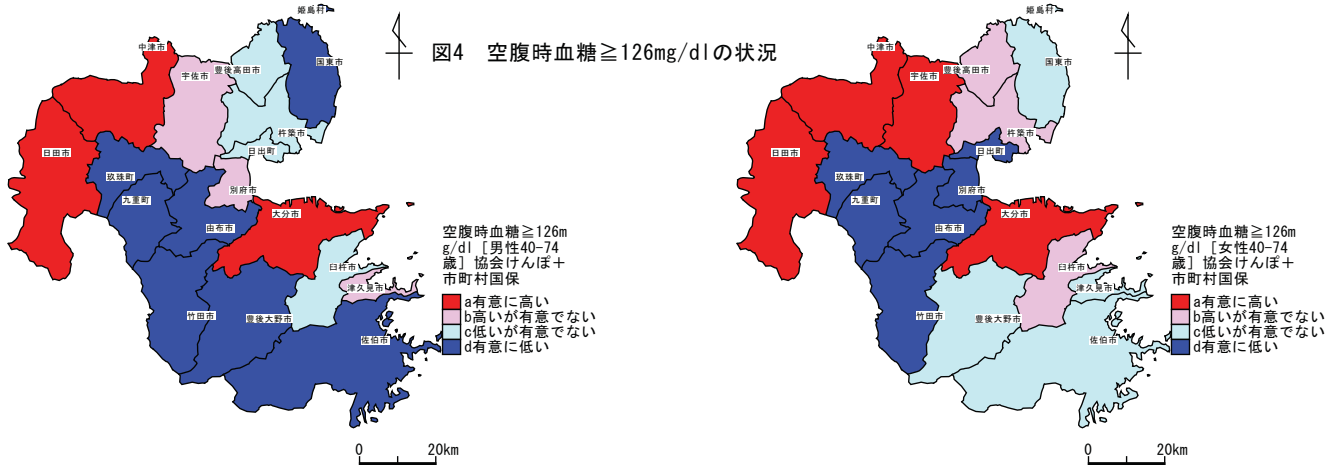 図4 空腹時血糖≧126mg/dlの状況
姫島村
中津市
国東市
豊後高田市
宇佐市
杵築市
日出町
日田市
玖珠町
別府市
九重町
大分市
由布市
臼杵市
津久見市
竹田市
豊後大野市
佐伯市
空腹時血糖≧126m
g/dl [男性40-74
歳] 協会けんぽ+
市町村国保
a有意に高い
b高いが有意でない
c低いが有意でない
d有意に低い
0 20km
姫島村
中津市
国東市
豊後高田市
宇佐市
杵築市
日出町
日田市
玖珠町
別府市
九重町
大分市
由布市
臼杵市
津久見市
竹田市
豊後大野市
佐伯市
空腹時血糖≧126m
g/dl [女性40-74
歳] 協会けんぽ+
市町村国保
a有意に高い
b高いが有意でない
c低いが有意でない
d有意に低い
0 20km